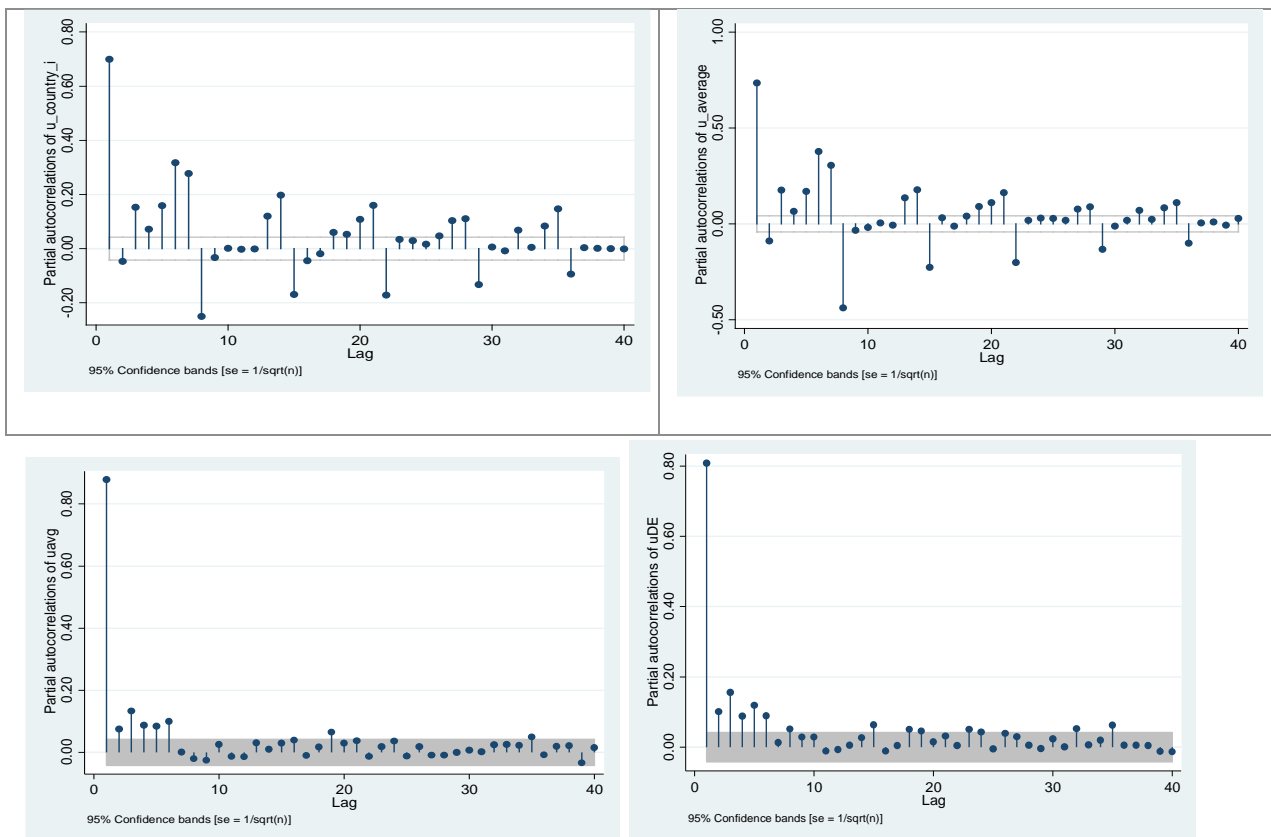 Partial autocorrelations of u_country_i
0.80
0.60
0.40
0.20
0.00
-0.20
0 10 20 30 40
Lag
95% Confidence bands [se = 1/sqrt(n)]
Partial autocorrelations of u_average
1.00
0.50
0.00
-0.50
0 10 20 30 40
Lag
95% Confidence bands [se = 1/sqrt(n)]
Partial autocorrelations of uavg
0.80
0.60
0.40
0.20
0.00
0 10 20 30 40
Lag
95% Confidence bands [se = 1/sqrt(n)]
Partial autocorrelations of uDE
0.80
0.60
0.40
0.20
0.00
0 10 20 30 40
Lag
95% Confidence bands [se = 1/sqrt(n)]